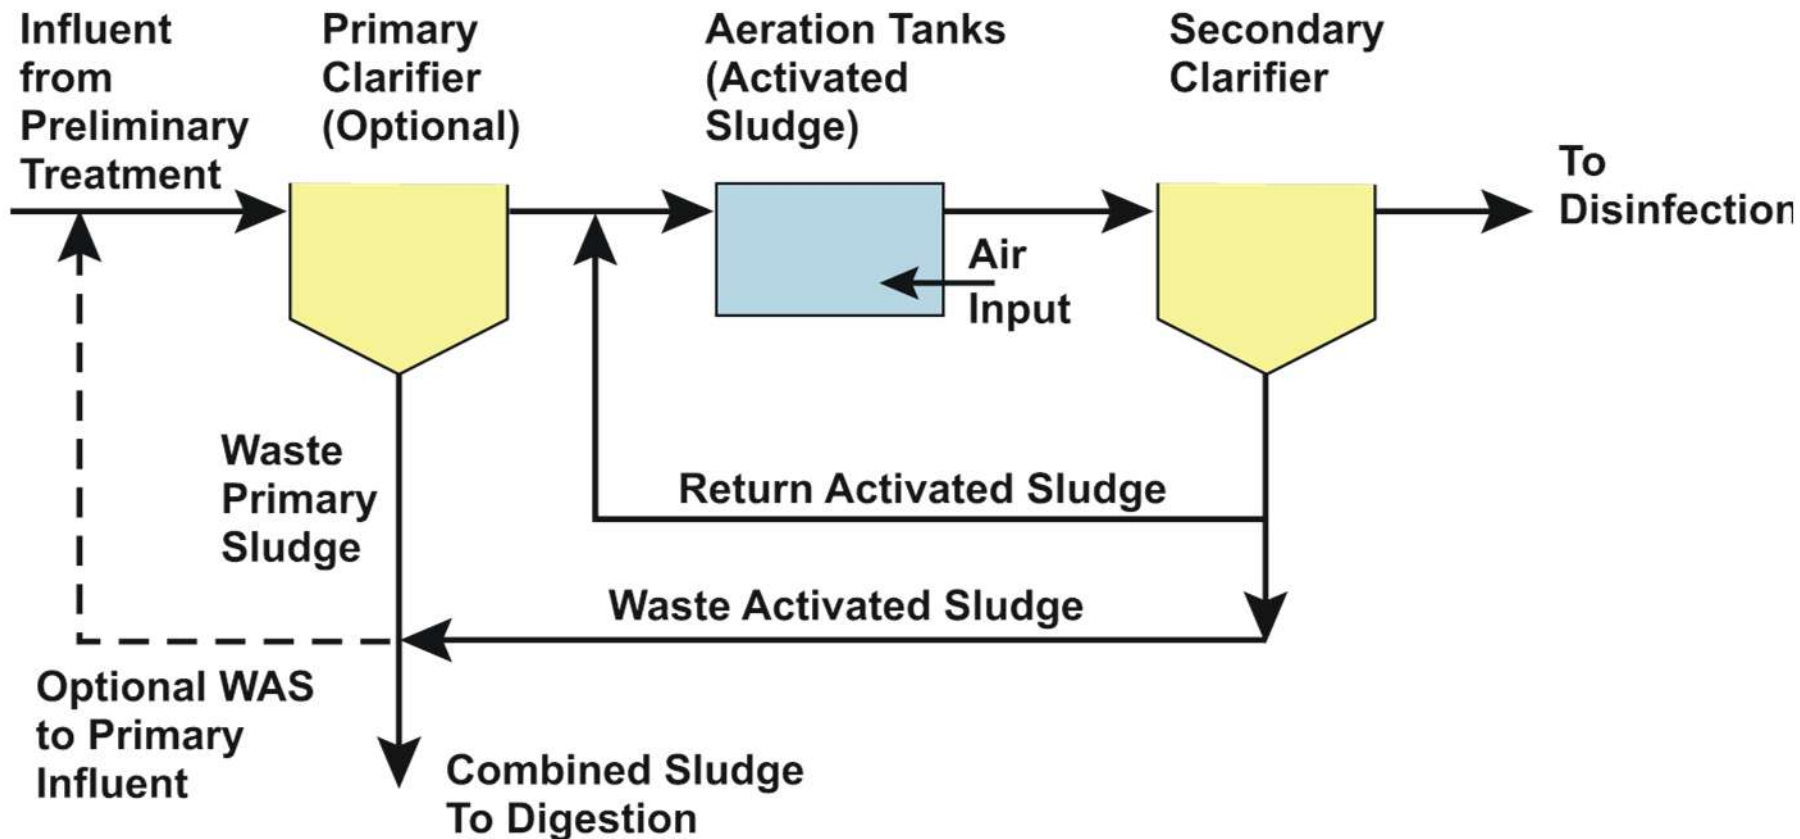 Influent
from
Preliminary
Treatment
Primary
Clarifier
(Optional)
Aeration Tanks
(Activated
Sludge)
Secondary
Clarifier
To
Disinfection
Air
Input
Waste
Primary
Sludge
Return Activated Sludge
Waste Activated Sludge
Optional WAS
to Primary
Influent
Combined Sludge
To Digestion